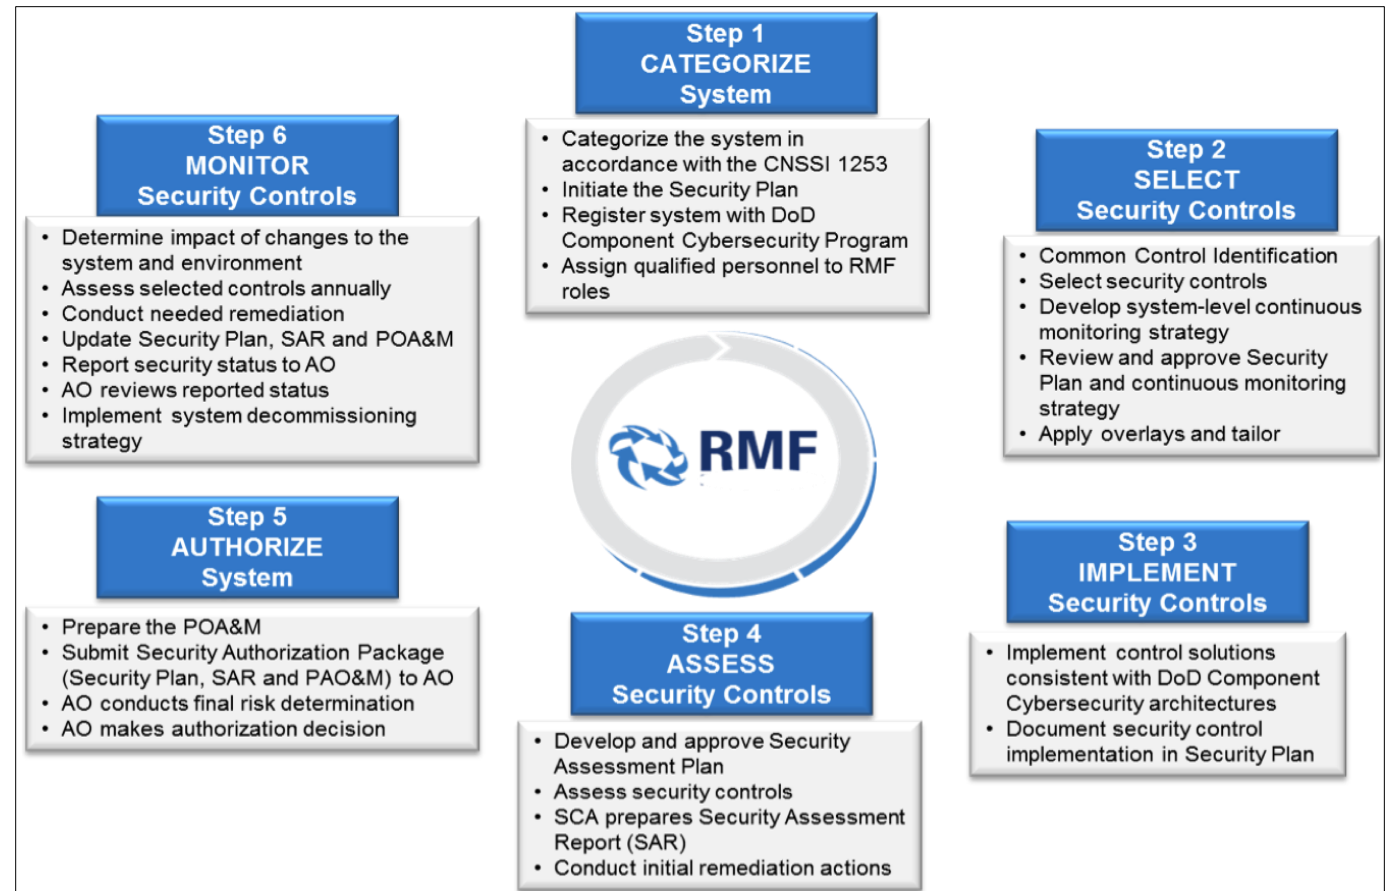 Step 1
CATEGORIZE
System
• Categorize the system in
accordance with the CNSSI 1253
• Initiate the Security Plan
• Register system with DoD
Component Cybersecurity Program
• Assign qualified personnel to RMF
roles
Step 2
SELECT
Security Controls
• Common Control Identification
• Select security controls
• Develop system-level continuous
monitoring strategy
• Review and approve Security
Plan and continuous monitoring
strategy
• Apply overlays and tailor
Step 3
IMPLEMENT
Security Controls
• Implement control solutions
consistent with DoD Component
Cybersecurity architectures
• Document security control
implementation in Security Plan
Step 4
ASSESS
Security Controls
• Develop and approve Security
Assessment Plan
• Assess security controls
• SCA prepares Security Assessment
Report (SAR)
• Conduct initial remediation actions
Step 5
AUTHORIZE
System
• Prepare the POA&M
• Submit Security Authorization Package
(Security Plan, SAR and PAO&M) to AO
• AO conducts final risk determination
• AO makes authorization decision
Step 6
MONITOR
Security Controls
• Determine impact of changes to the
system and environment
• Assess selected controls annually
• Conduct needed remediation
• Update Security Plan, SAR and POA&M
• Report security status to AO
• AO reviews reported status
• Implement system decommissioning
strategy
RMF